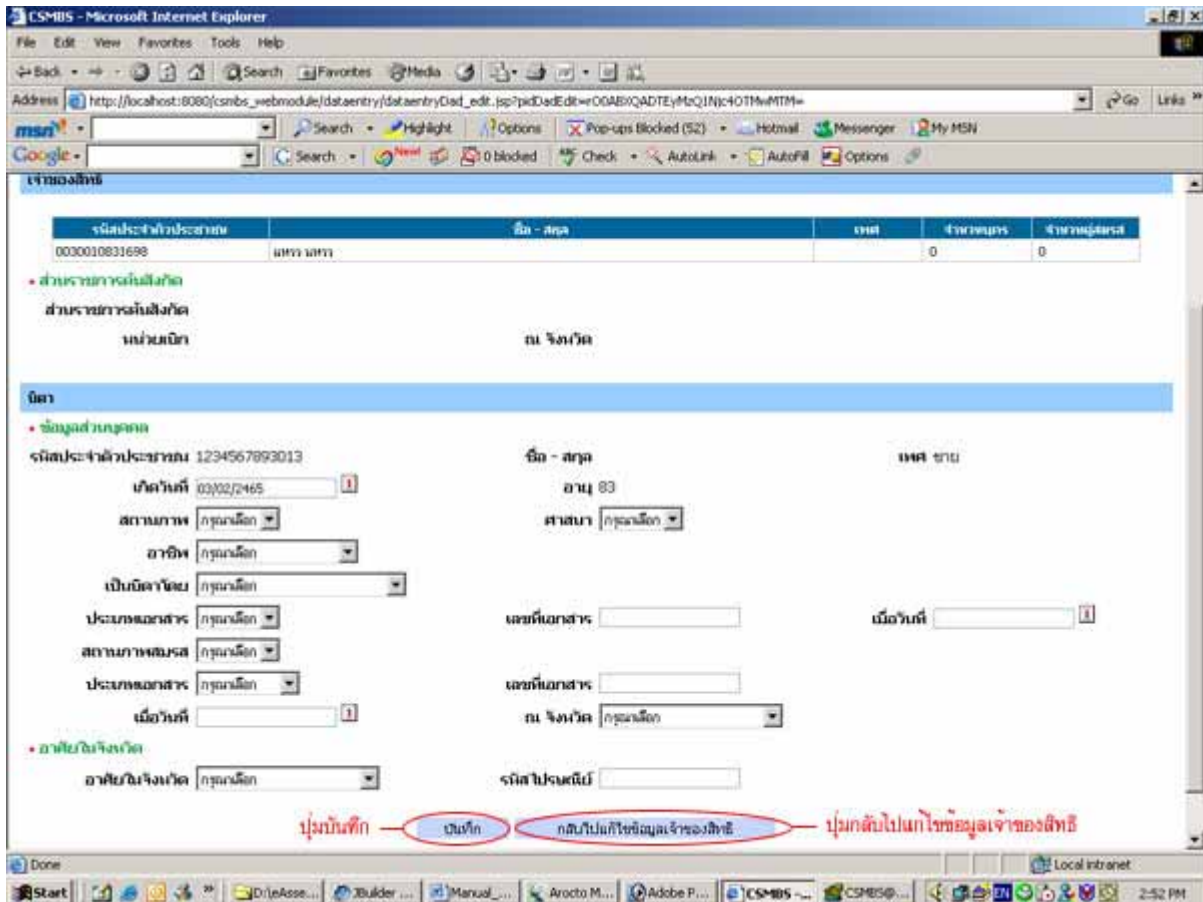 CSMBS - Microsoft Internet Explorer
File Edit View Favorites Tools Help
Back Search Favorites Media
Address http://localhost:8080/csmbs_webmodule/dataentry/dataentryDad_edit.jsp?pidDadEdit= Go Links »
msn Search Highlight Options Pop-ups Blocked (52) Hotmail Messenger My MSN
Google Search New! 0 blocked Check AutoLink AutoFill Options
เจ้าของสิทธิ
รหัสประจำตัวประชาชน ชื่อ - สกุล เพศ จำนวนบุตร จำนวนคู่สมรส
0030010831698 0 0
ส่วนราชการต้นสังกัด
ส่วนราชการต้นสังกัด
หน่วยเบิก ณ จังหวัด
บิดา
ข้อมูลส่วนบุคคล
รหัสประจำตัวประชาชน 1234567893013 ชื่อ - สกุล เพศ ชาย
เกิดวันที่ 03/02/2465 อายุ 83
สถานภาพ กรุณาเลือก ศาสนา กรุณาเลือก
อาชีพ กรุณาเลือก
เป็นบิดาโดย กรุณาเลือก
ประเภทเอกสาร กรุณาเลือก เลขที่เอกสาร เมื่อวันที่
สถานภาพสมรส กรุณาเลือก
ประเภทเอกสาร กรุณาเลือก เลขที่เอกสาร
เมื่อวันที่ ณ จังหวัด กรุณาเลือก
อาศัยในจังหวัด
อาศัยในจังหวัด กรุณาเลือก รหัสไปรษณีย์
ปุ่มบันทึก บันทึก กลับไปแก้ไขข้อมูลเจ้าของสิทธิ ปุ่มกลับไปแก้ไขข้อมูลเจ้าของสิทธิ
Done Local intranet
Start » D:\eAsse... JBuilder ... Manual_... Arocto M... Adobe P... CSMBS -... CSMBS@... EN 2:52 PM